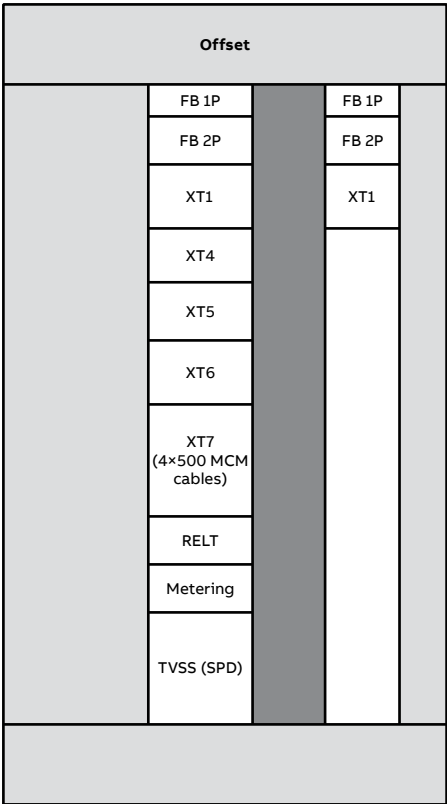 Offset
FB 1P
FB 2P
XT1
XT4
XT5
XT6
XT7
(4×500 MCM
cables)
RELT
Metering
TVSS (SPD)
FB 1P
FB 2P
XT1